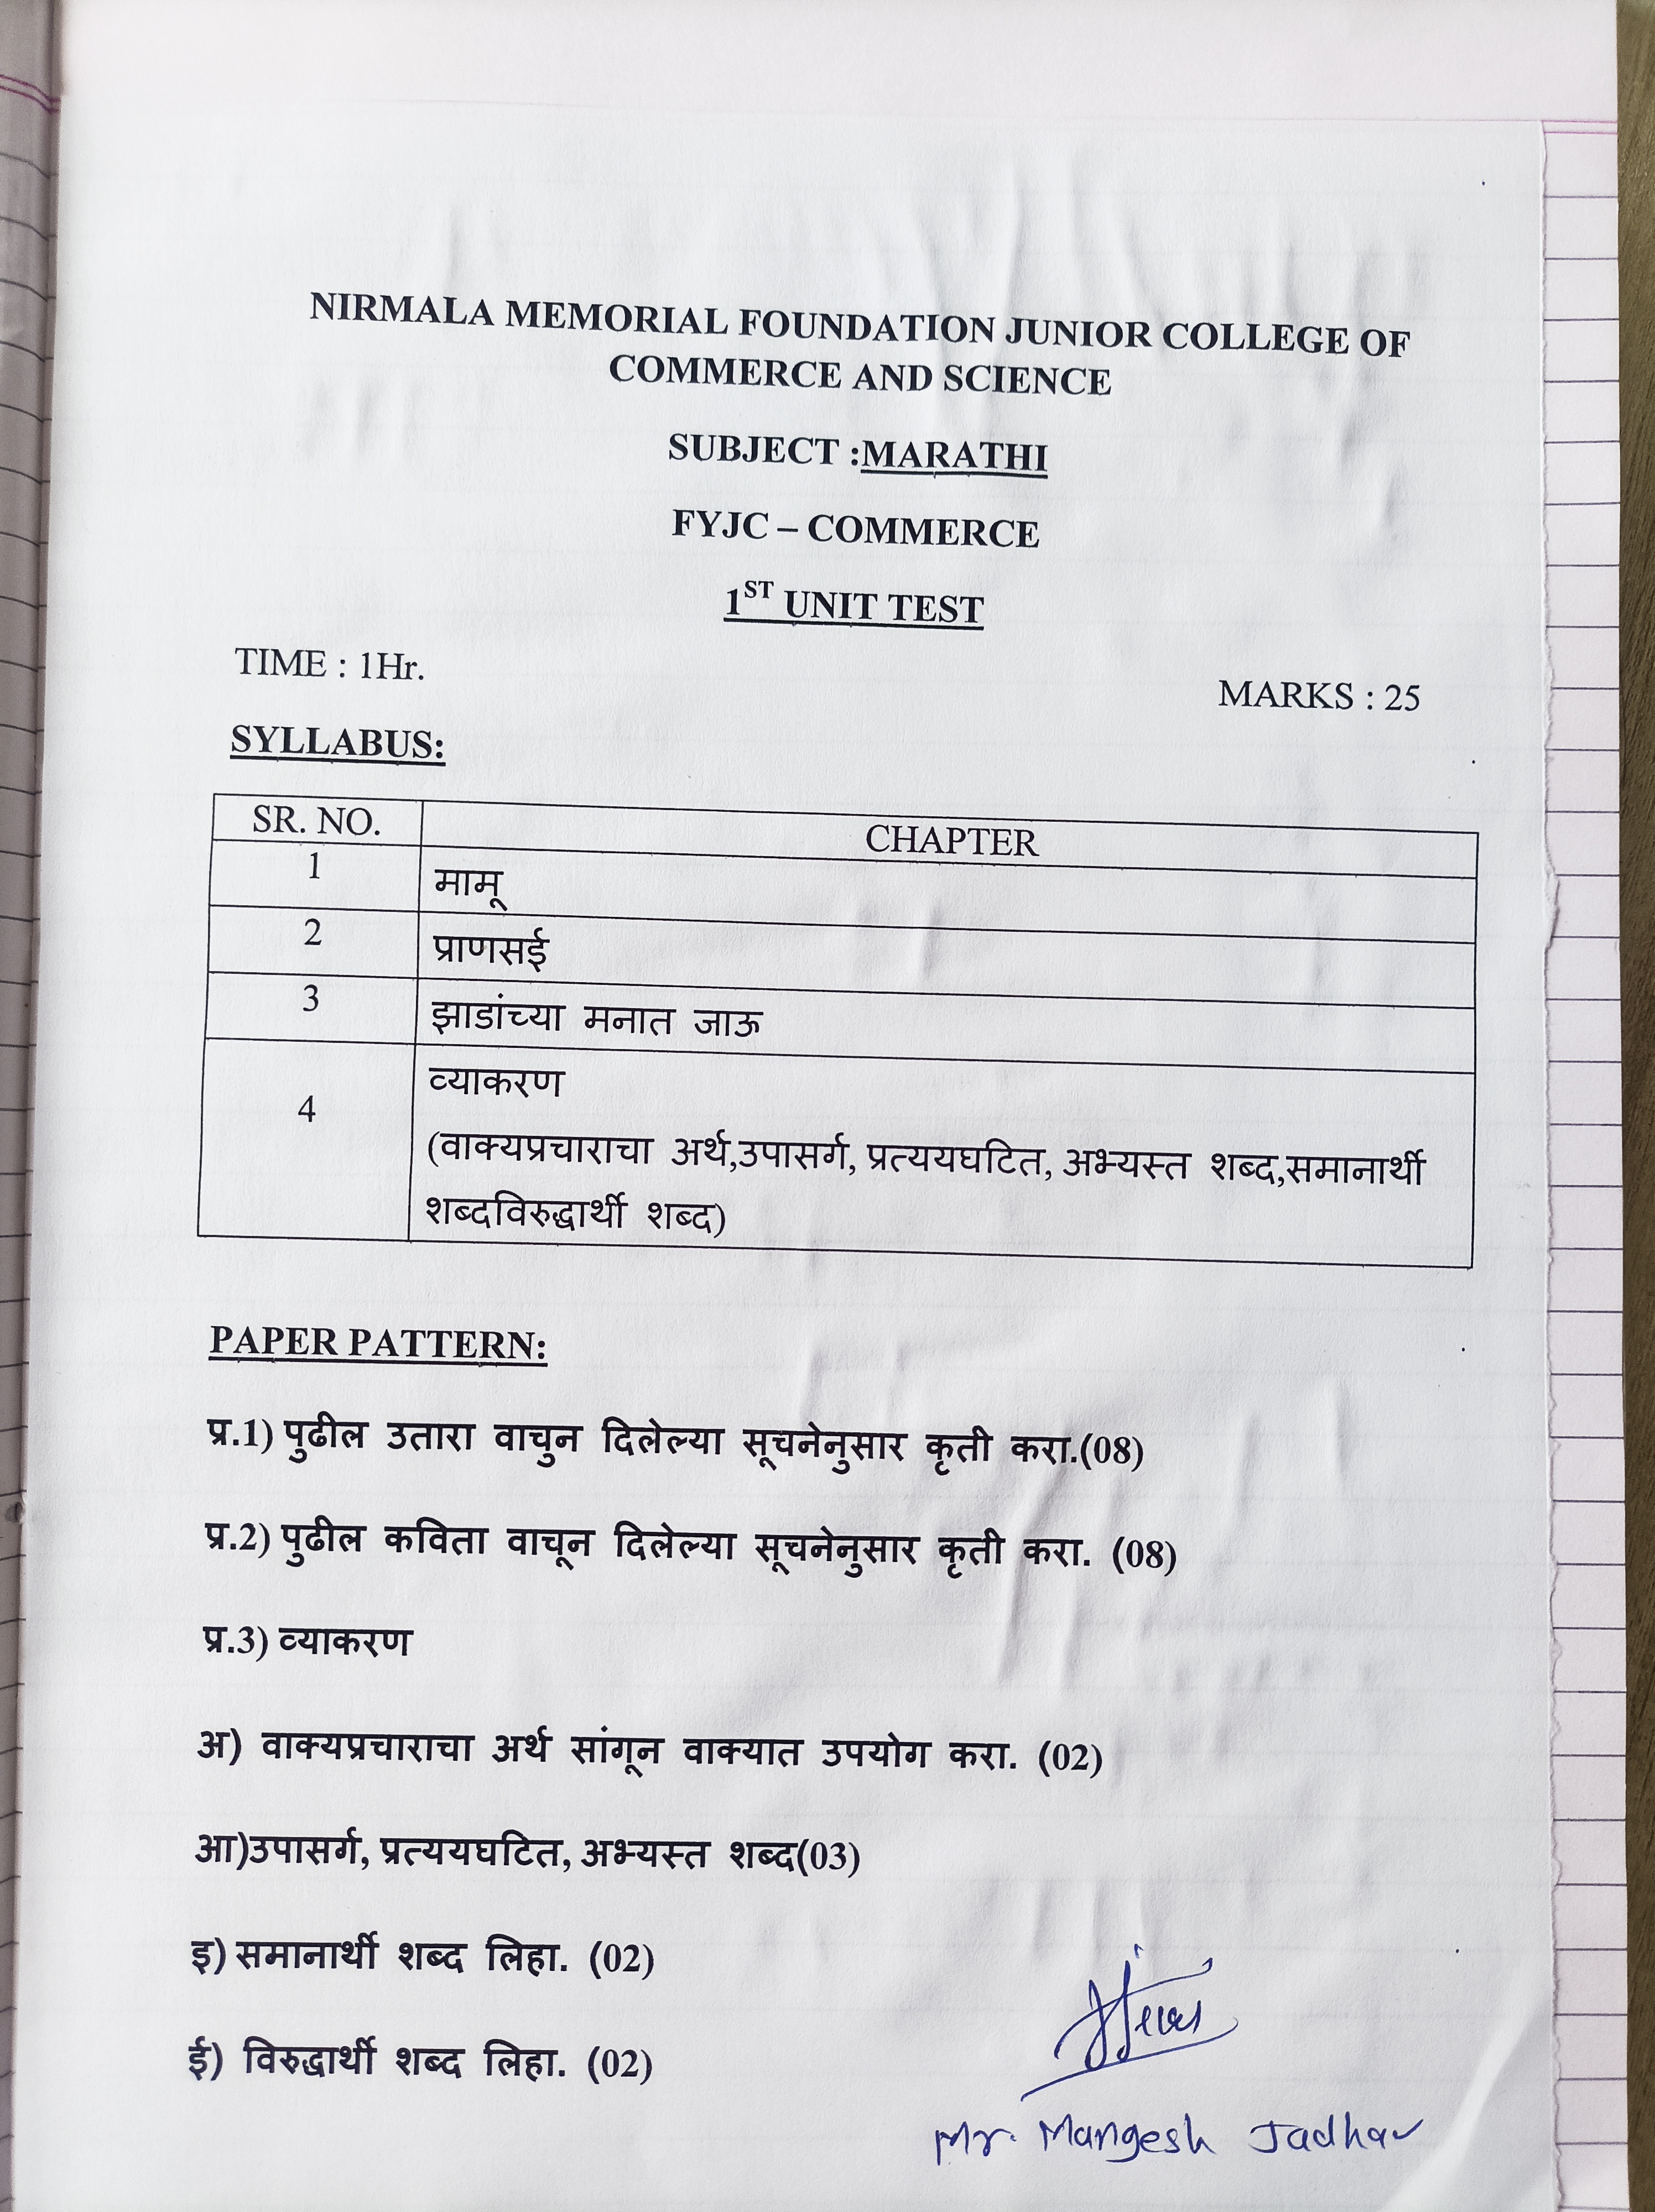 NIRMALA MEMORIAL FOUNDATION JUNIOR COLLEGE OF
COMMERCE AND SCIENCE
SUBJECT :MARATHI
FYJC – COMMERCE
1ST UNIT TEST
TIME : 1Hr.
MARKS : 25
SYLLABUS:
SR. NO. CHAPTER
1 मामू
2 प्राणसई
3 झाडांच्या मनात जाऊ
4 व्याकरण
(वाक्यप्रचाराचा अर्थ,उपासर्ग, प्रत्ययघटित, अभ्यस्त शब्द,समानार्थी
शब्दविरुद्धार्थी शब्द)
PAPER PATTERN:
प्र.1) पुढील उतारा वाचुन दिलेल्या सूचनेनुसार कृती करा.(08)
प्र.2) पुढील कविता वाचून दिलेल्या सूचनेनुसार कृती करा. (08)
प्र.3) व्याकरण
अ) वाक्यप्रचाराचा अर्थ सांगून वाक्यात उपयोग करा. (02)
आ)उपासर्ग, प्रत्ययघटित, अभ्यस्त शब्द(03)
इ) समानार्थी शब्द लिहा. (02)
ई) विरुद्धार्थी शब्द लिहा. (02)
Mr. Mangesh Jadhav